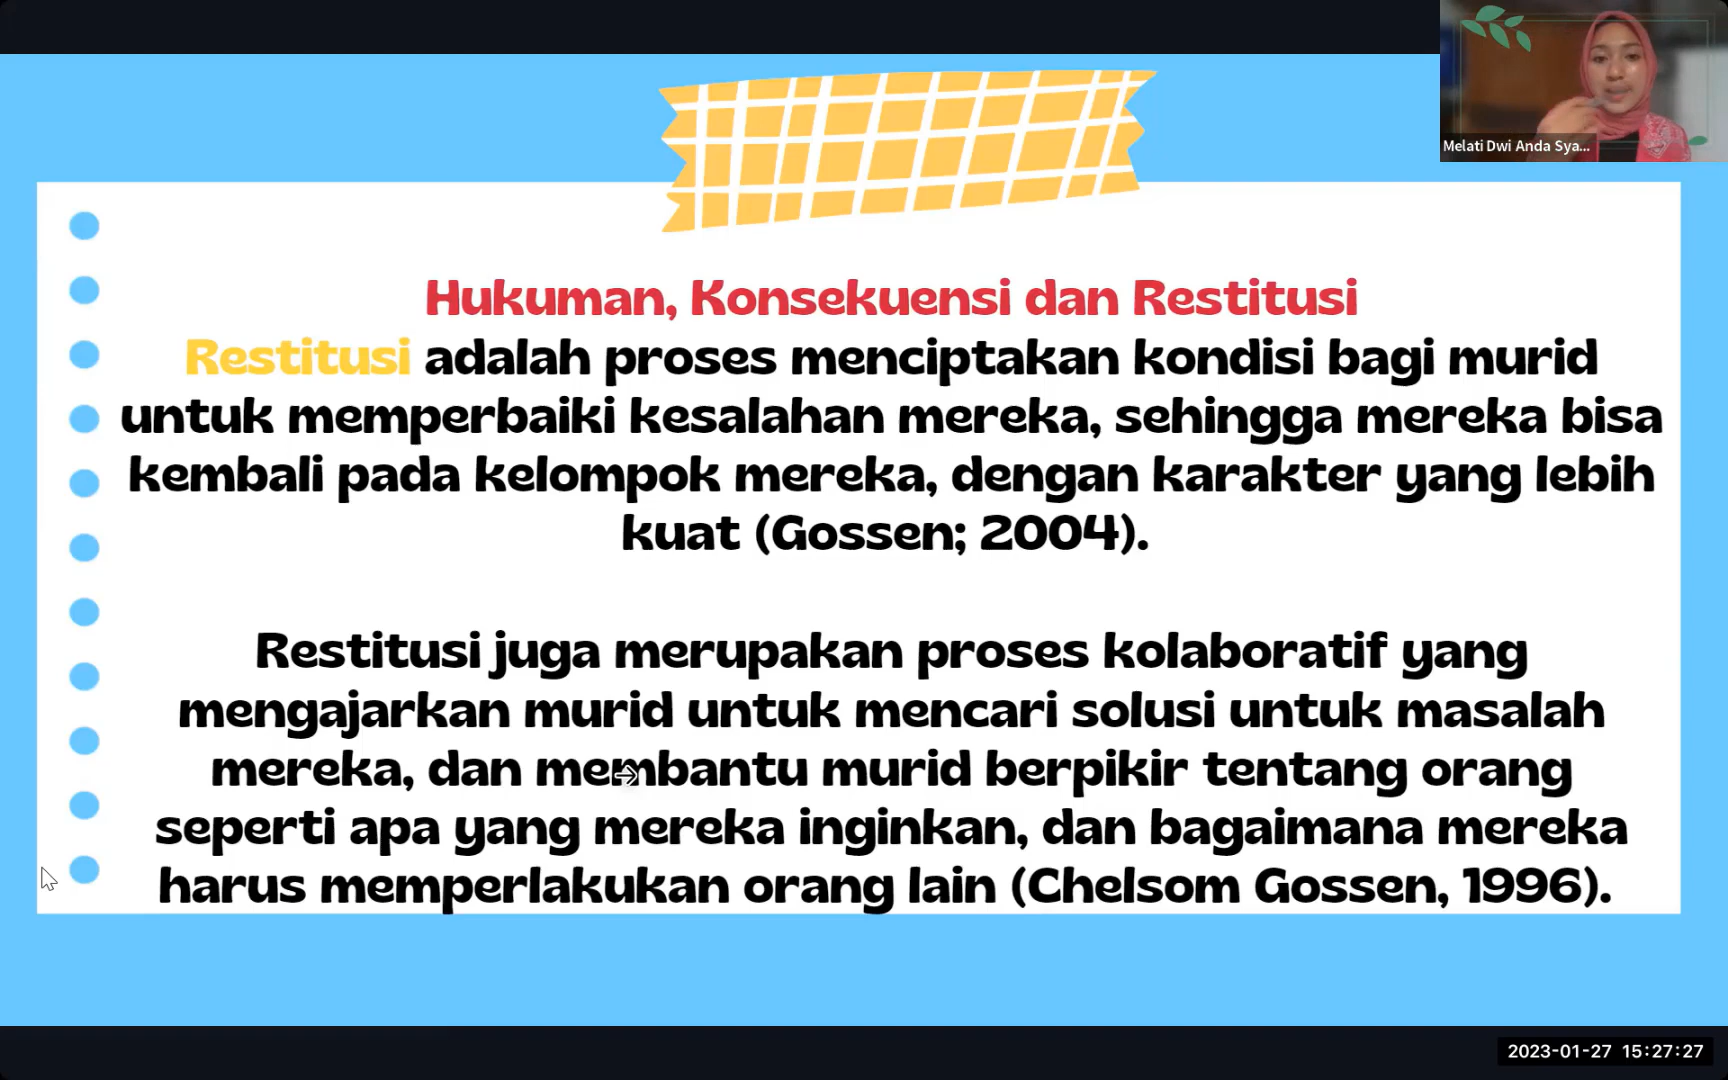 Melati Dwi Anda Sya...
Hukuman, Konsekuensi dan Restitusi
Restitusi adalah proses menciptakan kondisi bagi murid
untuk memperbaiki kesalahan mereka, sehingga mereka bisa
kembali pada kelompok mereka, dengan karakter yang lebih
kuat (Gossen; 2004).
Restitusi juga merupakan proses kolaboratif yang
mengajarkan murid untuk mencari solusi untuk masalah
mereka, dan membantu murid berpikir tentang orang
seperti apa yang mereka inginkan, dan bagaimana mereka
harus memperlakukan orang lain (Chelsom Gossen, 1996).
2023-01-27 15:27:27